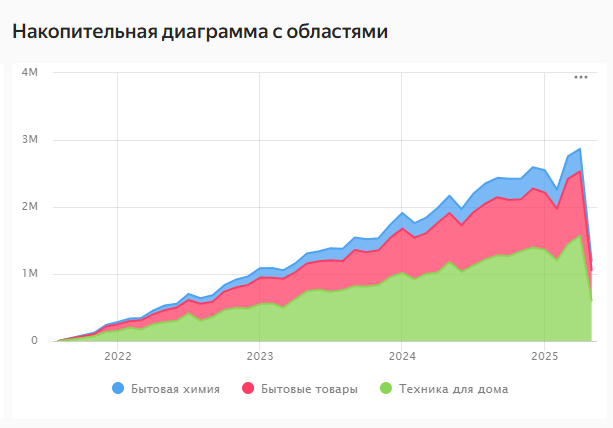 Накопительная диаграмма с областями
4M
3M
2M
1M
0
2022 2023 2024 2025
Бытовая химия Бытовые товары Техника для дома